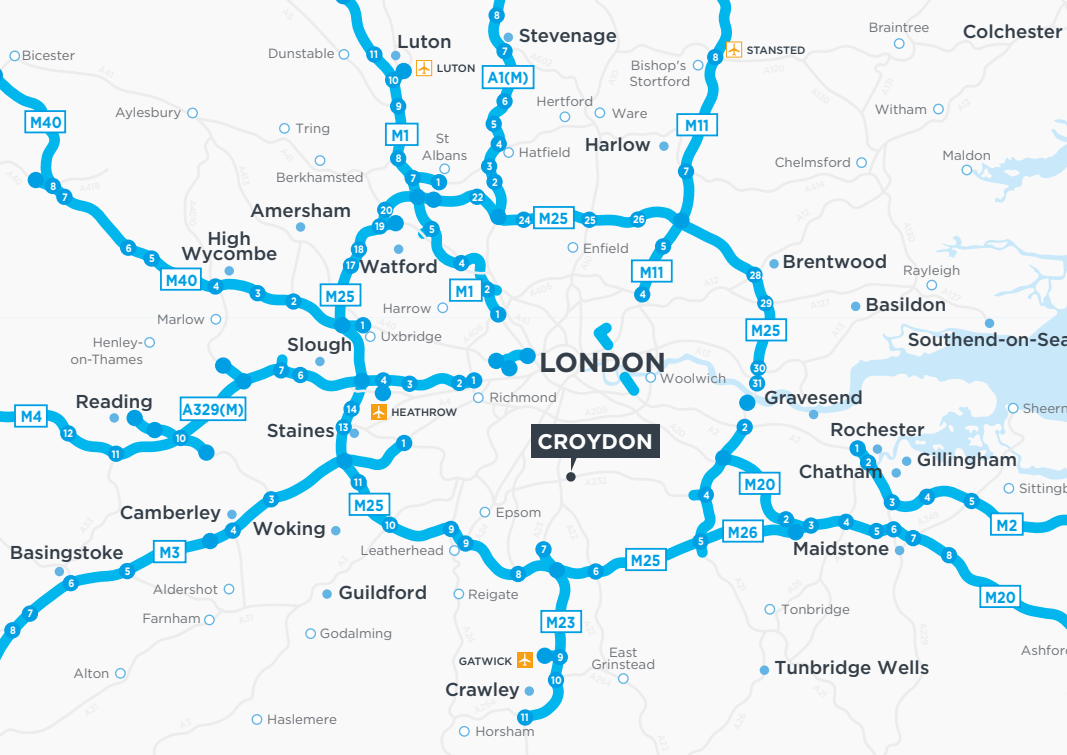 Bicester
Dunstable
Luton
LUTON
Stevenage
A1(M)
STANSTED
Bishop's
Stortford
Braintree
Colchester
M40
Aylesbury
Tring
Berkhamsted
M1
St
Albans
Hertford
Ware
Hatfield
Harlow
M11
Witham
Chelmsford
Maldon
Amersham
High
Wycombe
M40
Marlow
Henley-
on-Thames
M25
Watford
Harrow
Uxbridge
M25
Enfield
M1
M11
Brentwood
Rayleigh
Basildon
M25
Southend-on-Sea
Slough
Reading
M4
A329(M)
HEATHROW
Staines
Richmond
LONDON
Woolwich
CROYDON
Gravesend
Rochester
Chatham
Gillingham
Sheern
Sittingb
M2
M20
M26
Maidstone
M20
Camberley
M3
Basingstoke
Woking
M25
Epsom
Leatherhead
M25
Aldershot
Farnham
Guildford
Godalming
Reigate
M23
GATWICK
Crawley
East
Grinstead
Horsham
Alton
Haslemere
Tonbridge
Tunbridge Wells
Ashfor